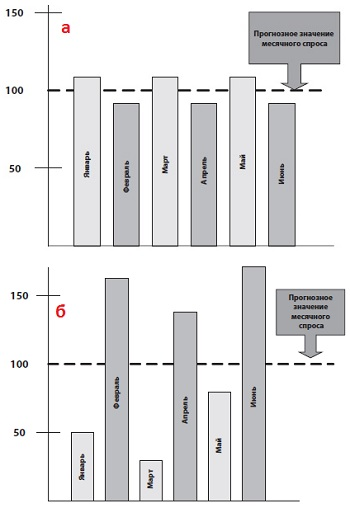 150
а
Прогнозное значение
месячного спроса
100
50
Январь
Февраль
Март
Апрель
Май
Июнь
150
б
Прогнозное
значение
месячного
спроса
100
50
Январь
Февраль
Март
Апрель
Май
Июнь